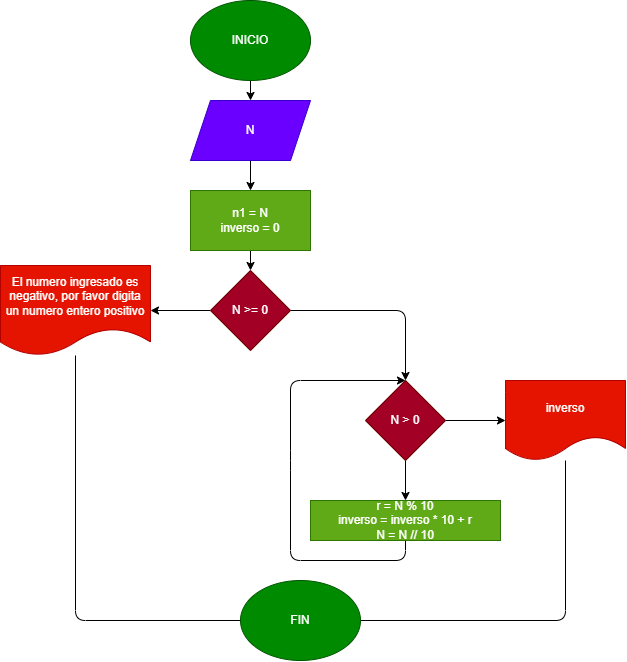 INICIO
N
n1 = N
inverso = 0
El numero ingresado es
negativo, por favor digita
un numero entero positivo
N >= 0
N > 0
inverso
r = N % 10
inverso = inverso * 10 + r
N = N // 10
FIN